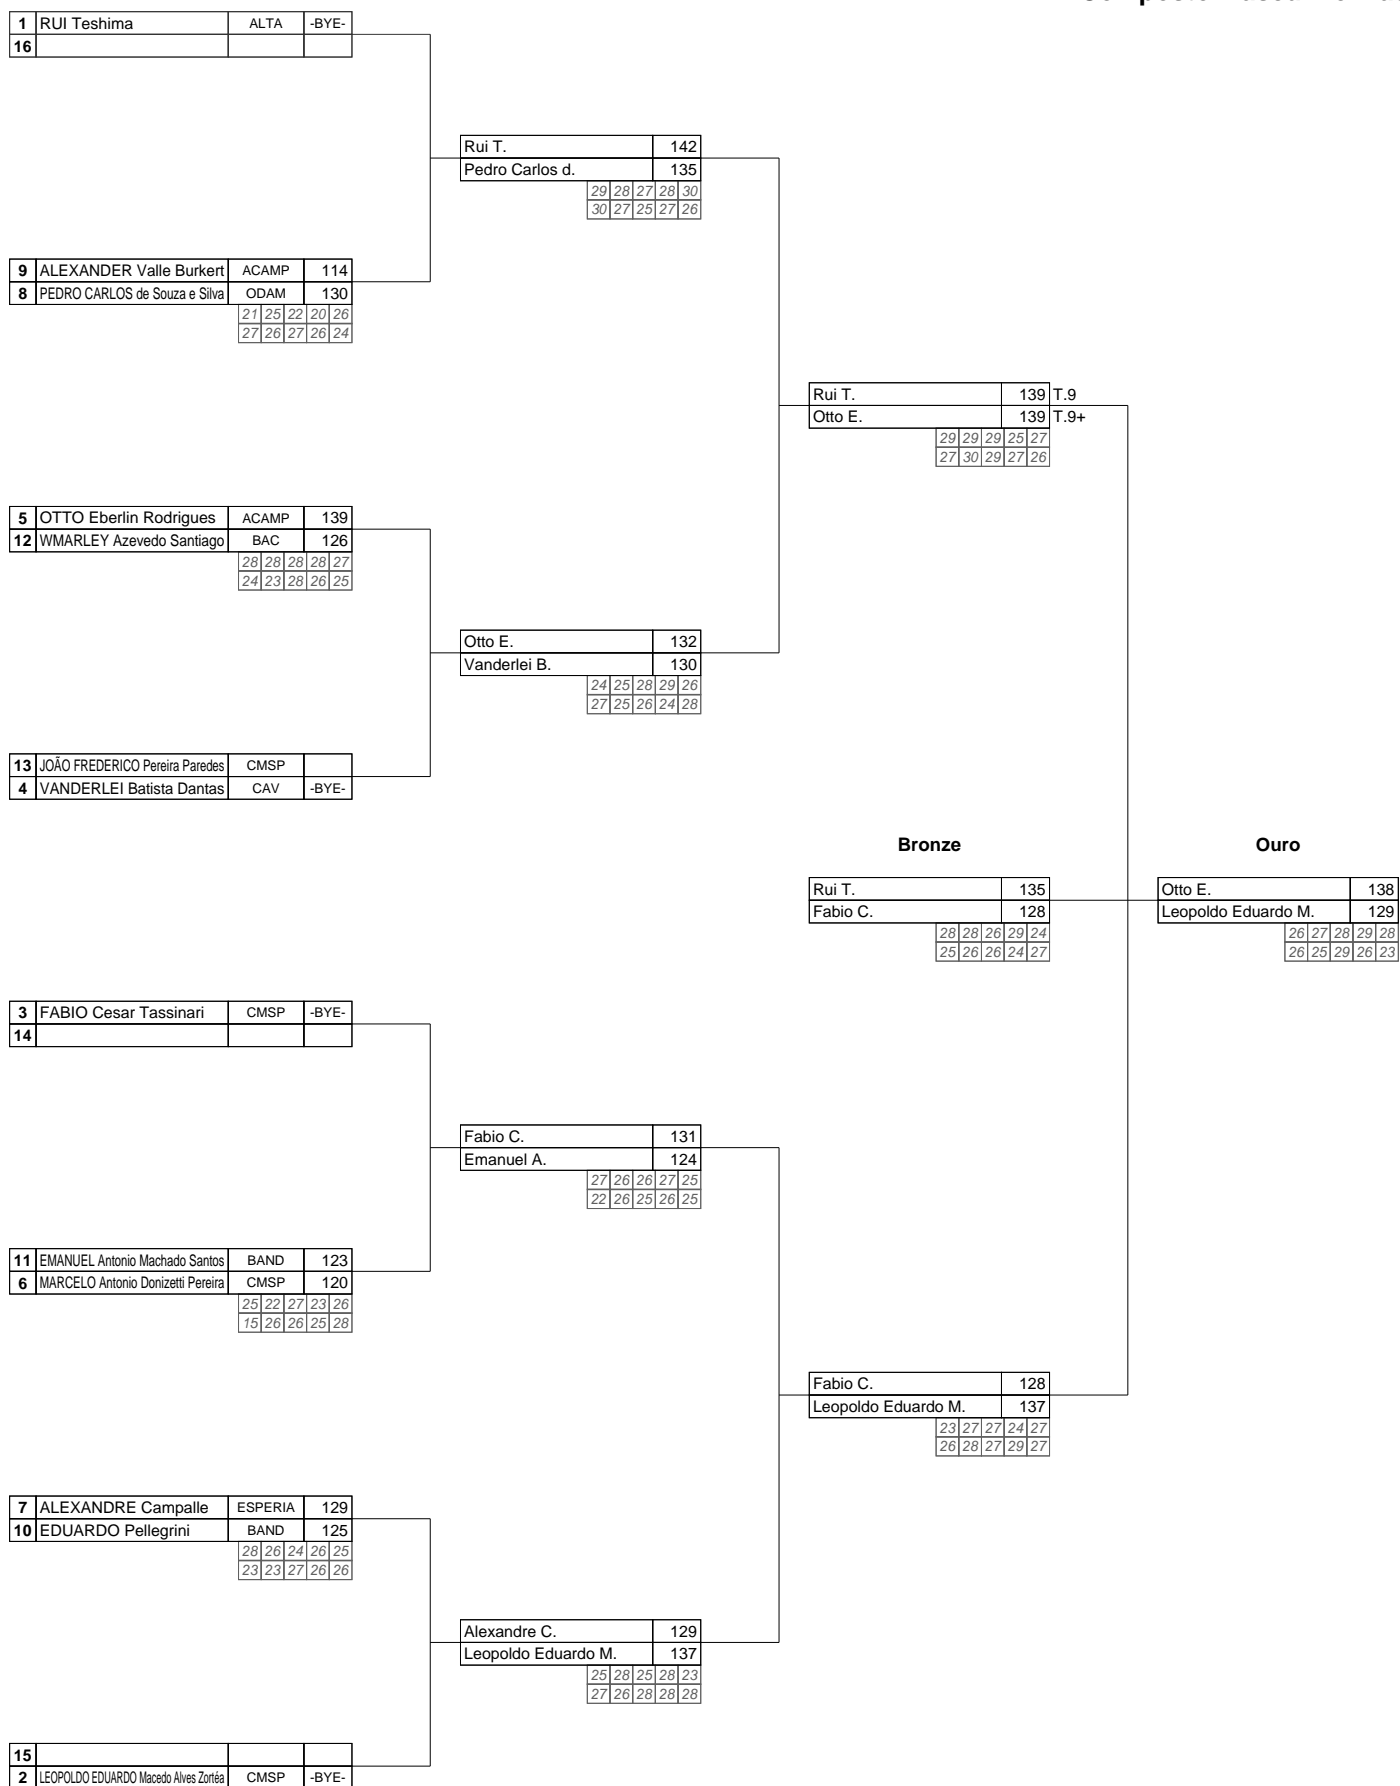 1 RUI Teshima ALTA -BYE-
16
Rui T. 142
Pedro Carlos d. 135
29 28 27 28 30
30 27 25 27 26
9 ALEXANDER Valle Burkert ACAMP 114
8 PEDRO CARLOS de Souza e Silva ODAM 130
21 25 22 20 26
27 26 27 26 24
Rui T. 139 T.9
Otto E. 139 T.9+
29 29 29 25 27
27 30 29 27 26
5 OTTO Eberlin Rodrigues ACAMP 139
12 WMARLEY Azevedo Santiago BAC 126
28 28 28 28 27
24 23 28 26 25
Otto E. 132
Vanderlei B. 130
24 25 28 29 26
27 25 26 24 28
13 JOÃO FREDERICO Pereira Paredes CMSP
4 VANDERLEI Batista Dantas CAV -BYE-
Bronze Ouro
Rui T. 135 Otto E. 138
Fabio C. 128 Leopoldo Eduardo M. 129
28 28 26 29 24 26 27 28 29 28
25 26 26 24 27 26 25 29 26 23
3 FABIO Cesar Tassinari CMSP -BYE-
14
Fabio C. 131
Emanuel A. 124
27 26 26 27 25
22 26 25 26 25
11 EMANUEL Antonio Machado Santos BAND 123
6 MARCELO Antonio Donizetti Pereira CMSP 120
25 22 27 23 26
15 26 26 25 28
Fabio C. 128
Leopoldo Eduardo M. 137
23 27 27 24 27
26 28 27 29 27
7 ALEXANDRE Campalle ESPERIA 129
10 EDUARDO Pellegrini BAND 125
28 26 24 26 25
23 23 27 26 26
Alexandre C. 129
Leopoldo Eduardo M. 137
25 28 25 28 23
27 26 28 28 28
15
2 LEOPOLDO EDUARDO Macedo Alves Zortéa CMSP -BYE-